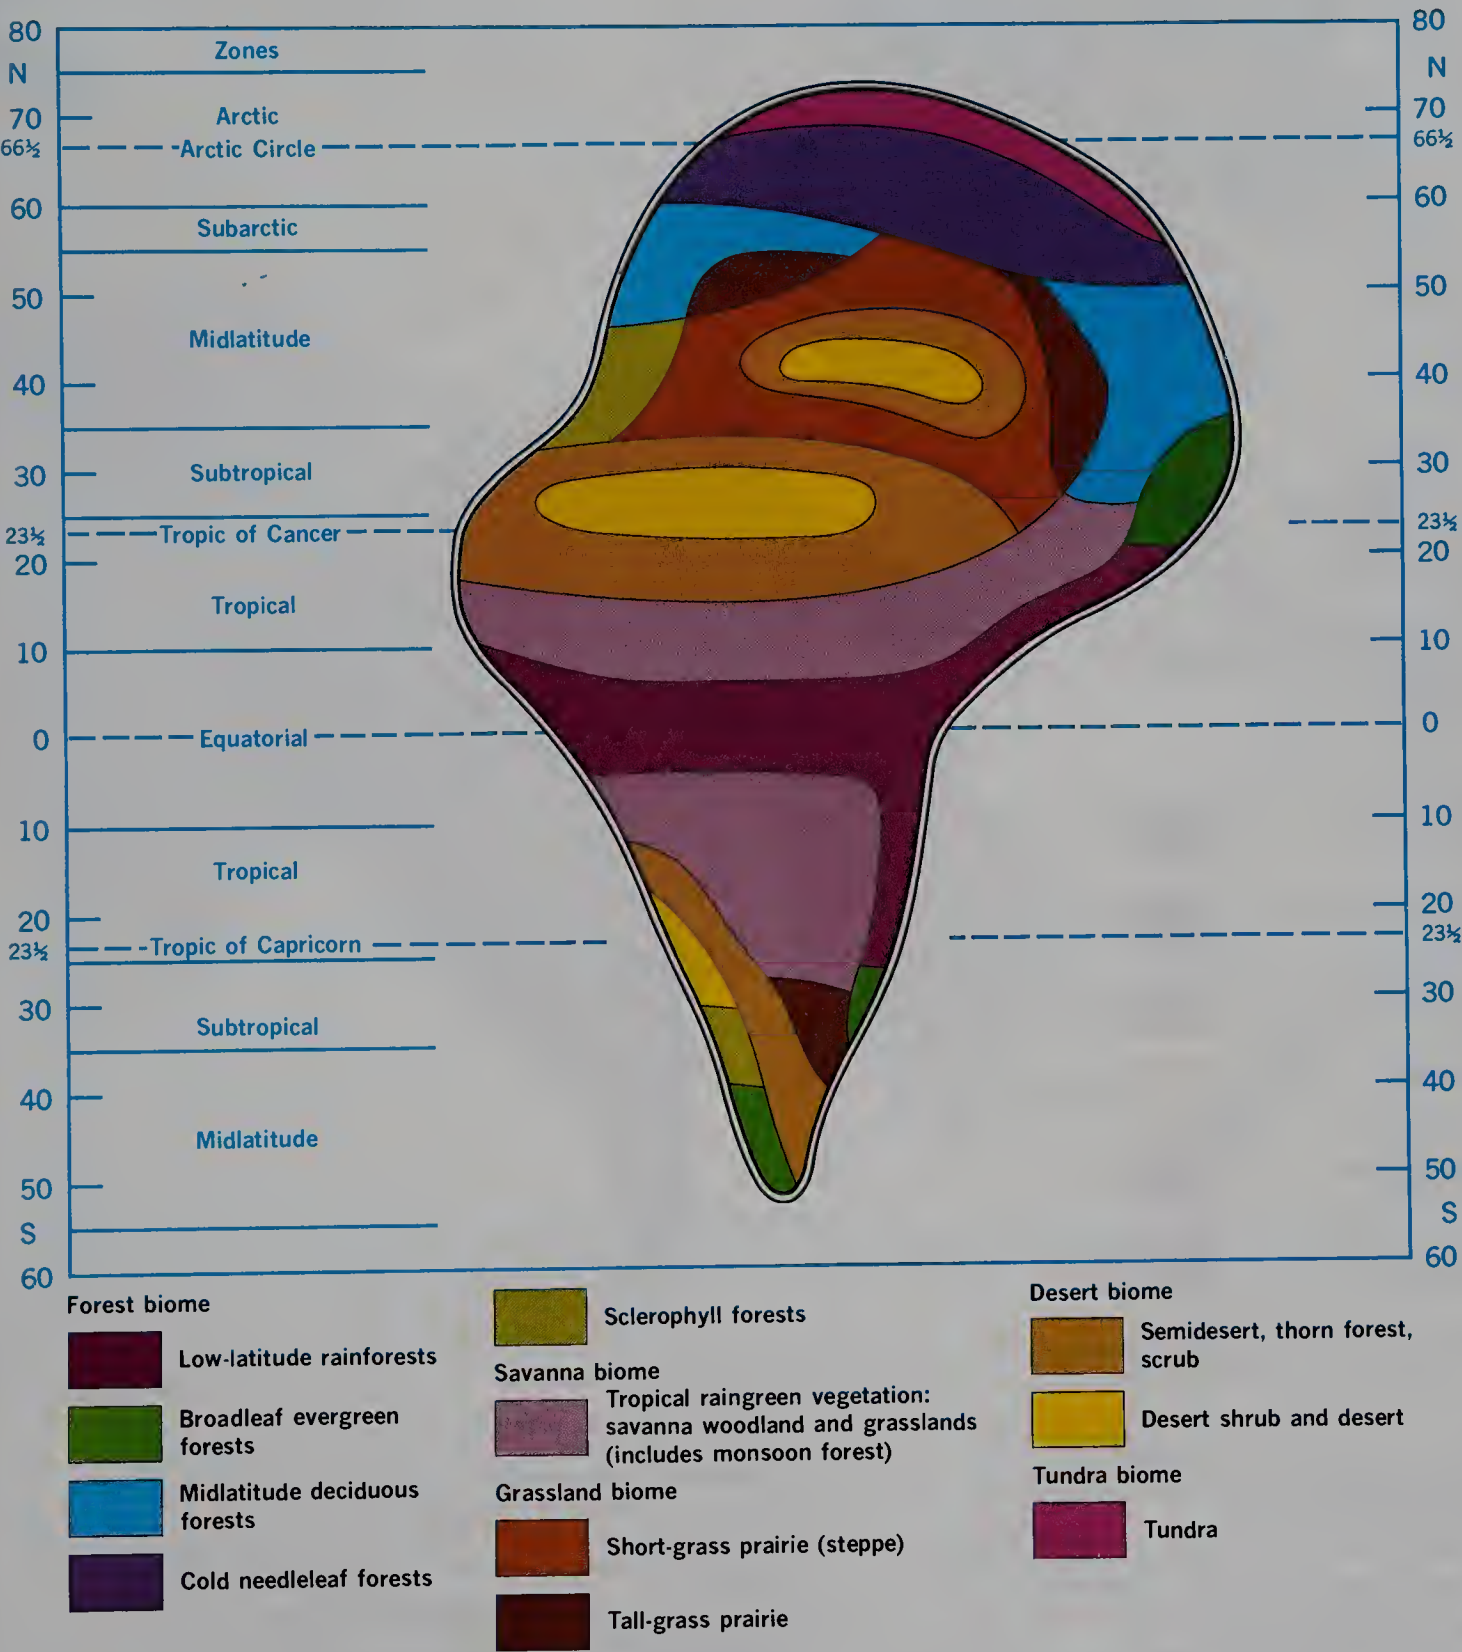 80
N
70
66½
60
50
40
30
23½
20
10
0
10
20
23½
30
40
50
S
60
Zones
Arctic
Arctic Circle
Subarctic
Midlatitude
Subtropical
Tropic of Cancer
Tropical
Equatorial
Tropical
Tropic of Capricorn
Subtropical
Midlatitude
80
N
70
66½
60
50
40
30
23½
20
10
0
10
20
23½
30
40
50
S
60
Forest biome
Low-latitude rainforests
Broadleaf evergreen
forests
Midlatitude deciduous
forests
Cold needleleaf forests
Sclerophyll forests
Savanna biome
Tropical raingreen vegetation:
savanna woodland and grasslands
(includes monsoon forest)
Grassland biome
Short-grass prairie (steppe)
Tall-grass prairie
Desert biome
Semidesert, thorn forest,
scrub
Desert shrub and desert
Tundra biome
Tundra